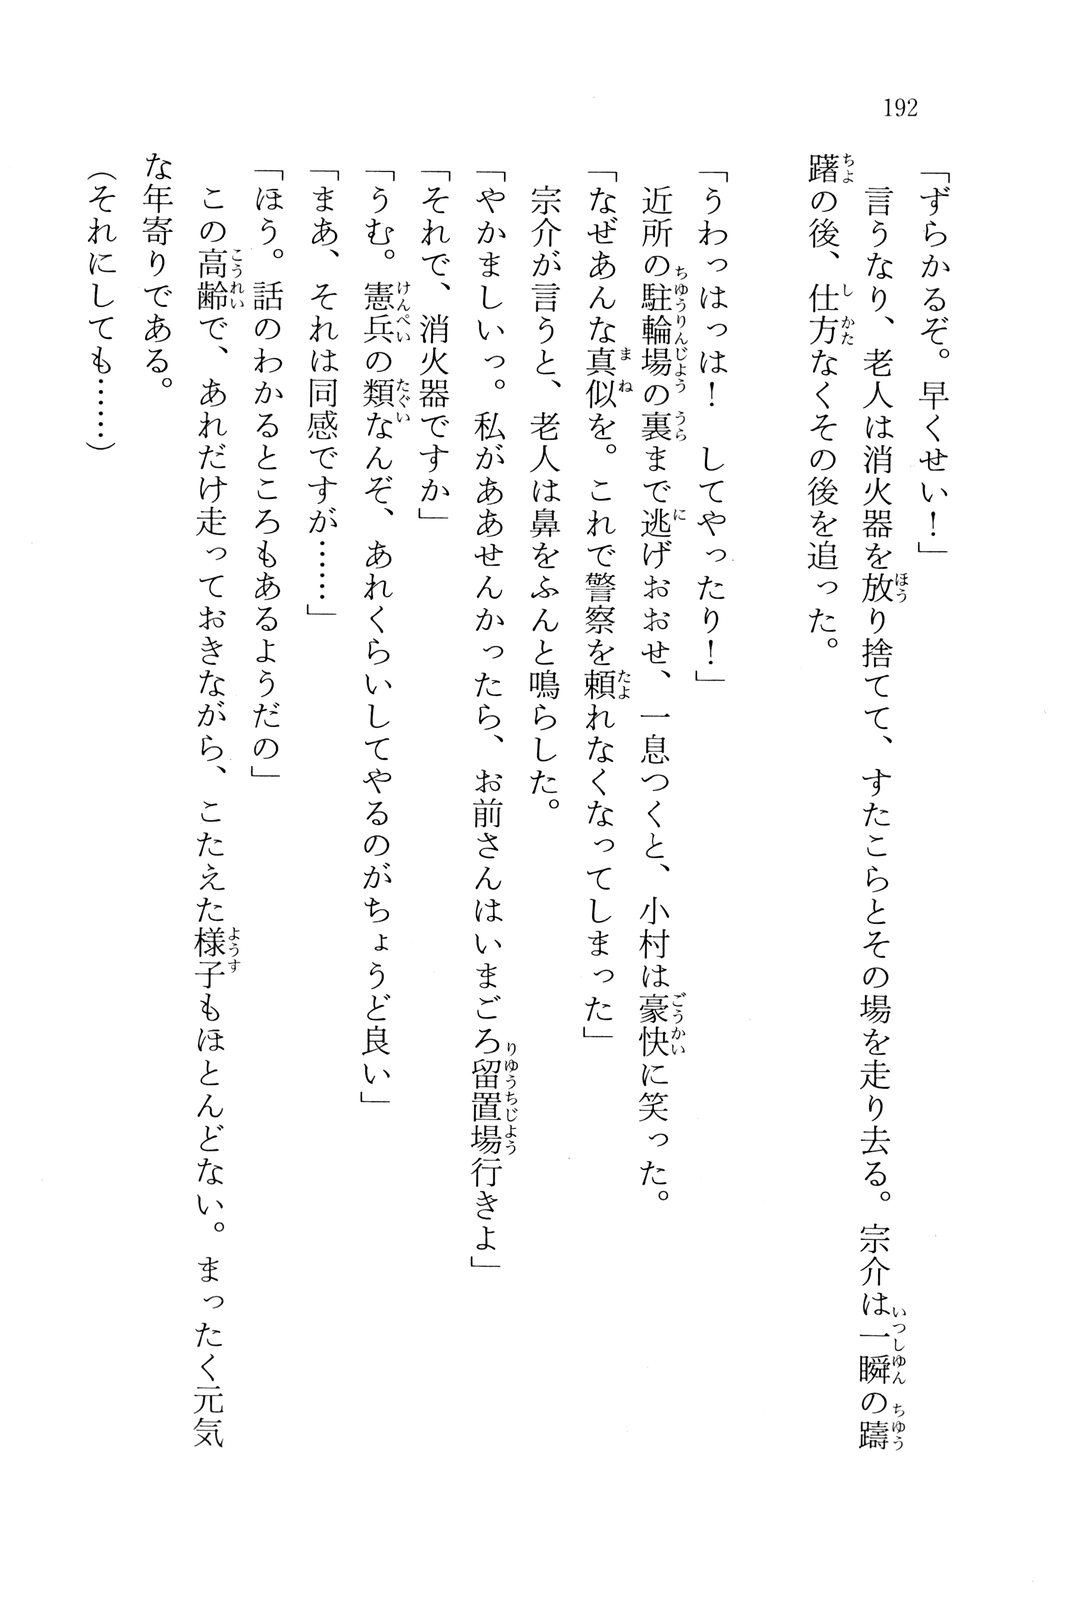 192
「ずらかるぞ。早くせい！」
　言うなり、老人は消火器を放り捨てて、すたこらとその場を走り去る。宗介は一瞬の躊
躇の後、仕方なくその後を追った。
「うわっはっは！　してやったり！」
　近所の駐輪場の裏まで逃げおおせ、一息つくと、小村は豪快に笑った。
「なぜあんな真似を。これで警察を頼れなくなってしまった」
　宗介が言うと、老人は鼻をふんと鳴らした。
「やかましいっ。私がああせんかったら、お前さんはいまごろ留置場行きよ」
「それで、消火器ですか」
「うむ。憲兵の類なんぞ、あれくらいしてやるのがちょうど良い」
「まあ、それは同感ですが……」
「ほう。話のわかるところもあるようだの」
　この高齢で、あれだけ走っておきながら、こたえた様子もほとんどない。まったく元気
な年寄りである。
（それにしても……）